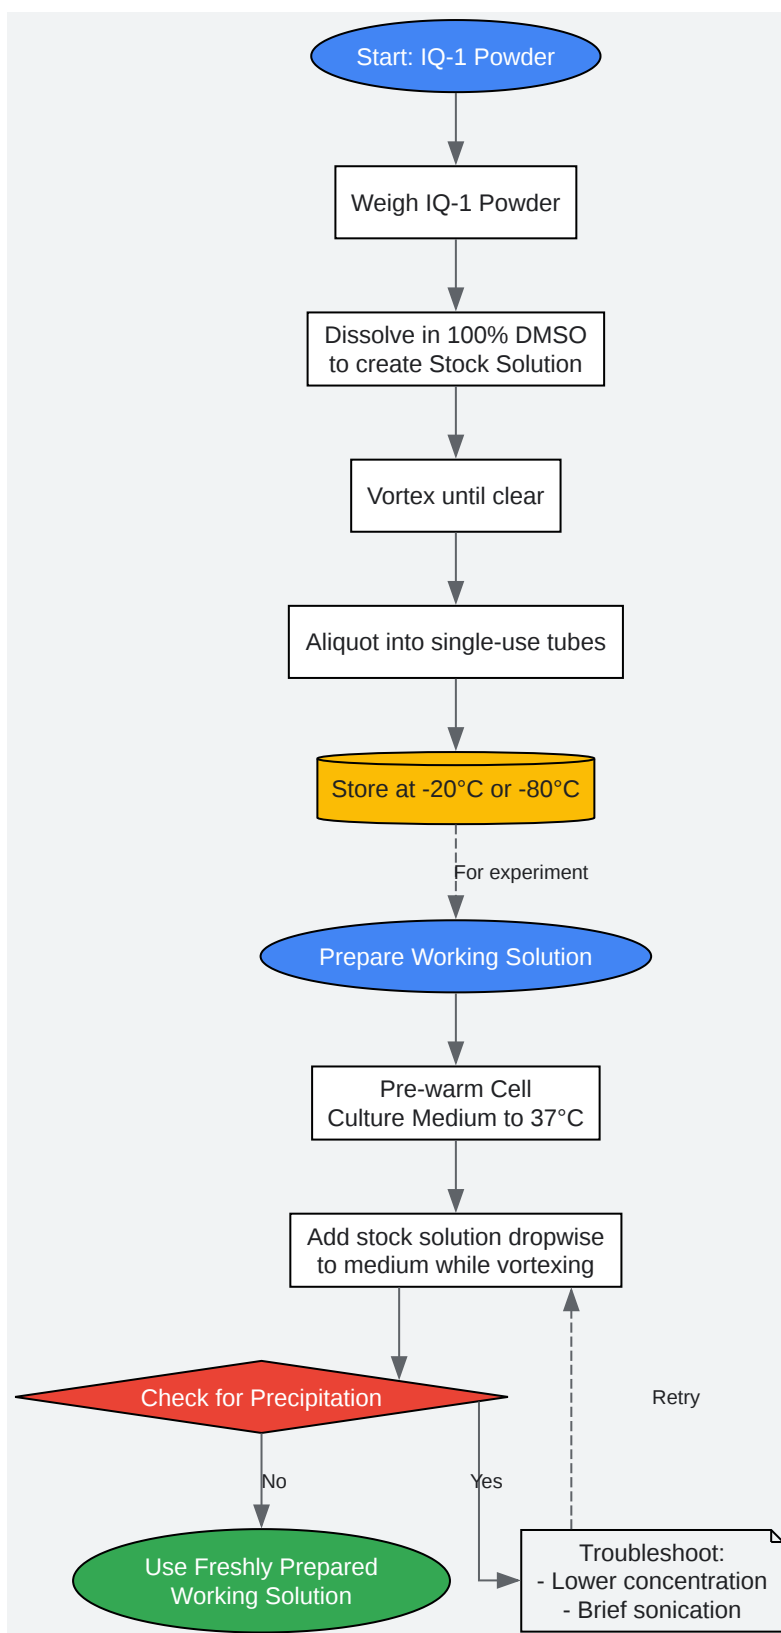 Start: IQ-1 Powder
Weigh IQ-1 Powder
Dissolve in 100% DMSO
to create Stock Solution
Vortex until clear
Aliquot into single-use tubes
Store at -20°C or -80°C
For experiment
Prepare Working Solution
Pre-warm Cell
Culture Medium to 37°C
Add stock solution dropwise
to medium while vortexing
Check for Precipitation
Retry
No
Yes
Use Freshly Prepared
Working Solution
Troubleshoot:
- Lower concentration
- Brief sonication